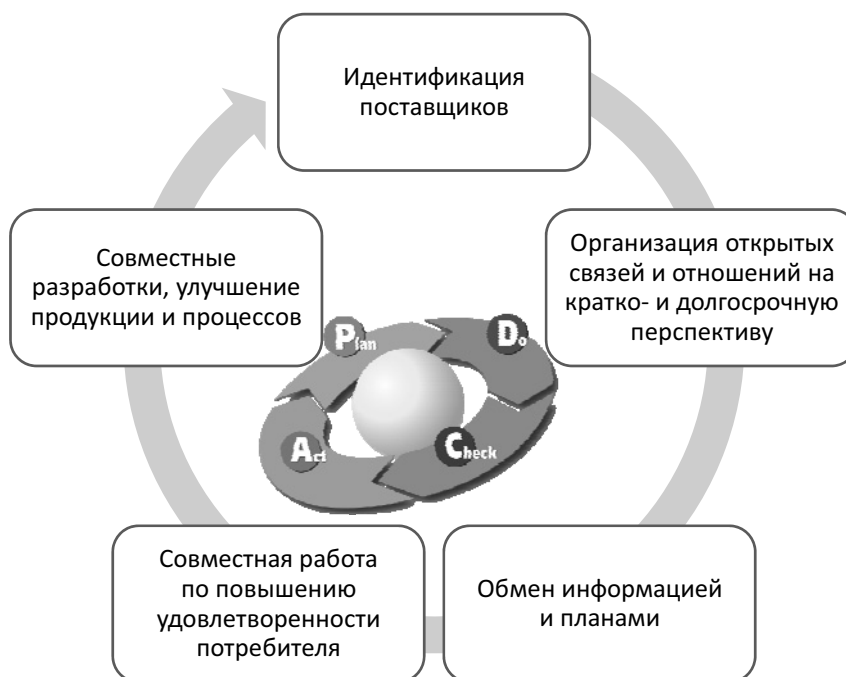 Идентификация
поставщиков
Организация открытых
связей и отношений на
кратко- и долгосрочную
перспективу
Обмен информацией
и планами
Совместная работа
по повышению
удовлетворенности
потребителя
Совместные
разработки, улучшение
продукции и процессов
Plan
Do
Check
Act